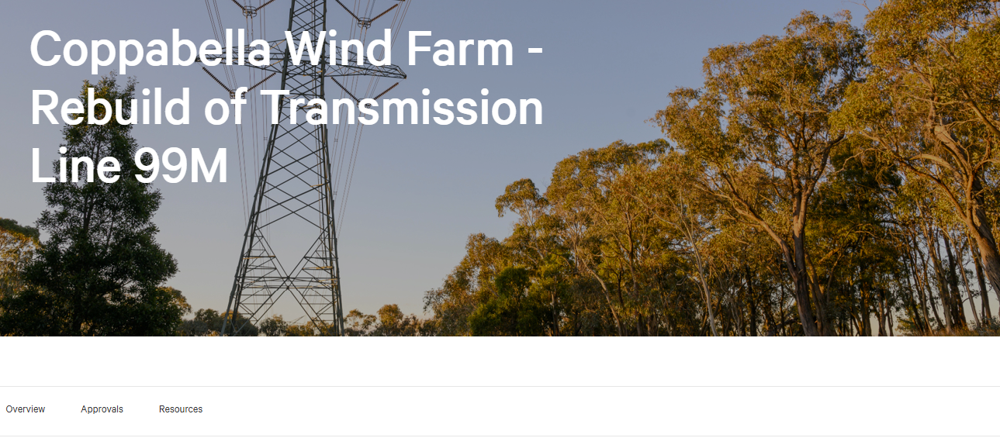 Coppabella Wind Farm -
Rebuild of Transmission
Line 99M
Overview
Approvals
Resources